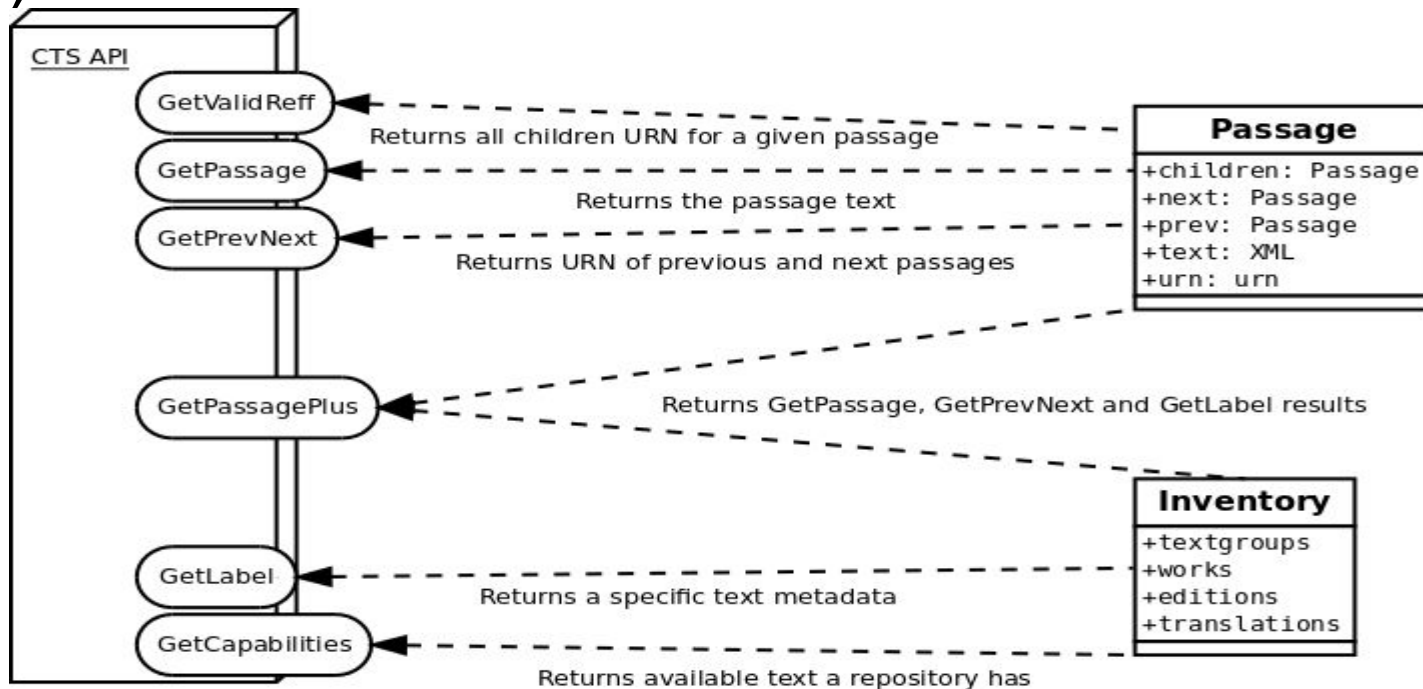 )
CTS API
GetValidReff
Returns all children URN for a given passage
GetPassage
Returns the passage text
GetPrevNext
Returns URN of previous and next passages
Passage
+children: Passage
+next: Passage
+prev: Passage
+text: XML
+urn: urn
GetPassagePlus
Returns GetPassage, GetPrevNext and GetLabel results
Inventory
+textgroups
+works
+editions
+translations
GetLabel
Returns a specific text metadata
GetCapabilities
Returns available text a repository has